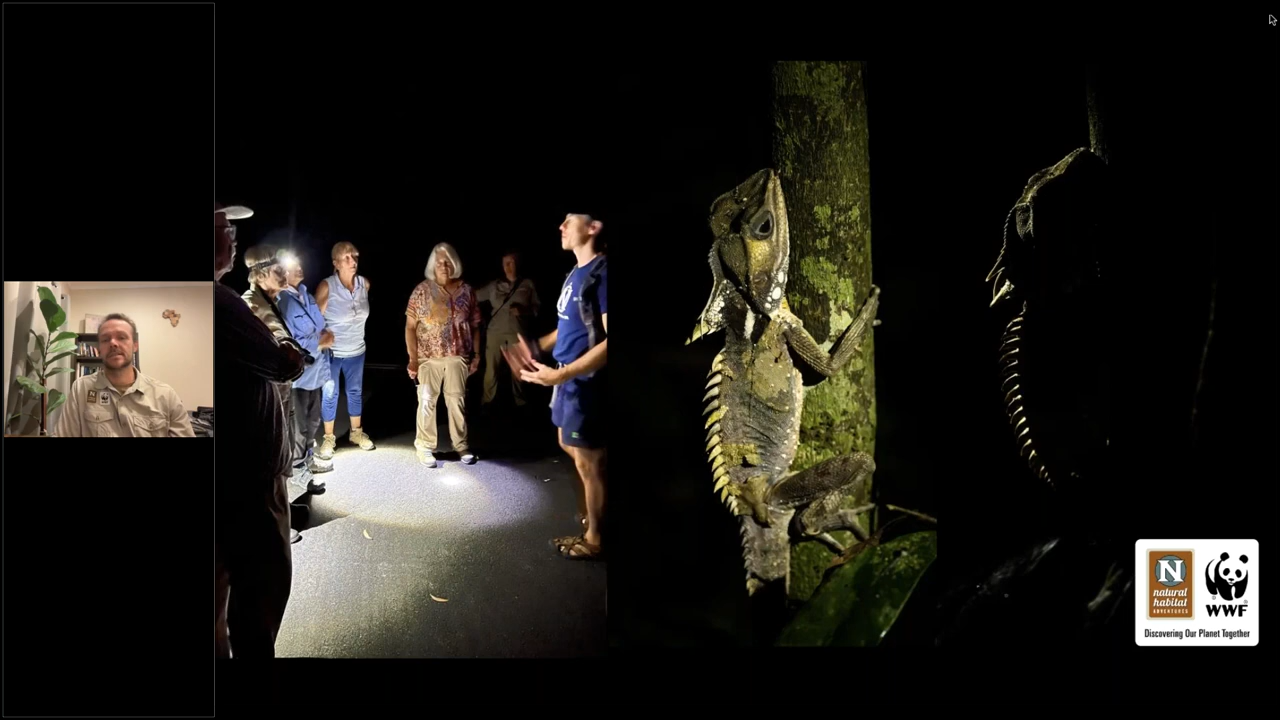 N
natural
habitat
ADVENTURES
WWF
Discovering Our Planet Together